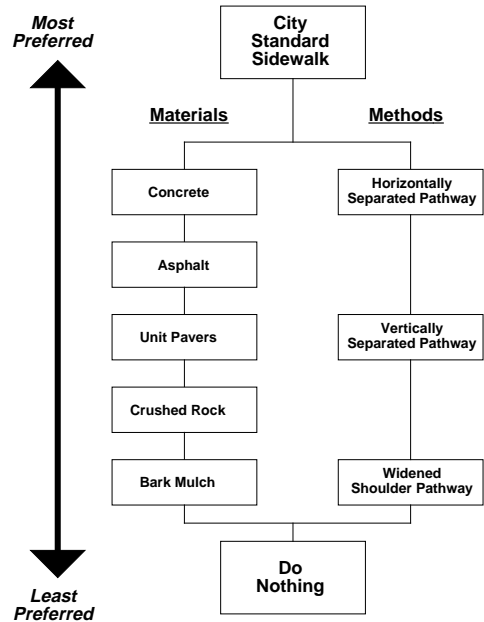 Most
Preferred
City
Standard
Sidewalk
Materials
Methods
Concrete
Asphalt
Unit Pavers
Crushed Rock
Bark Mulch
Horizontally
Separated Pathway
Vertically
Separated Pathway
Widened
Shoulder Pathway
Do
Nothing
Least
Preferred